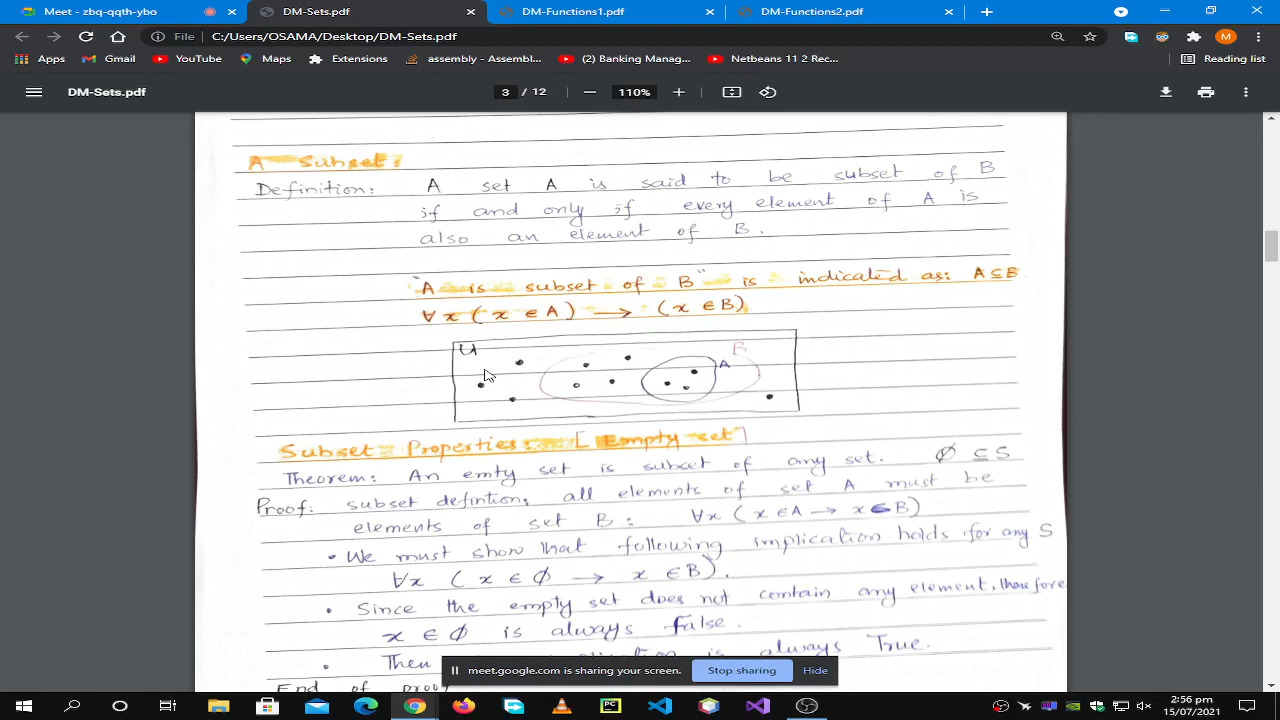 Meet - zbq-qqth-ybo
DM-Sets.pdf
DM-Functions1.pdf
DM-Functions2.pdf
File
C:/Users/OSAMA/Desktop/DM-Sets.pdf
Apps
Gmail
YouTube
Maps
Extensions
assembly - Assembl...
(2) Banking Manag...
Netbeans 11 2 Rec...
Reading list
DM-Sets.pdf
3 / 12
110%
A Subset:
Definition: A set A is said to be subset of B
if and only if every element of A is
also an element of B.
"A is subset of B" is indicated as: A ⊆ B
∀x (x ∈ A) → (x ∈ B)
U
B
A
Subset Properties: [Empty set]
Theorem: An emty set is subset of any set. ∅ ⊆ S
Proof: subset defintion, all elements of set A must be
elements of set B: ∀x (x ∈ A → x ∈ B)
• We must show that following implication holds for any S
∀x (x ∈ ∅ → x ∈ B).
• Since the empty set does not contain any element, therefore
x ∈ ∅ is always False.
• Then is always True.
End of proof
meet.google.com is sharing your screen.
Stop sharing
Hide
2:56 pm
15/07/2021